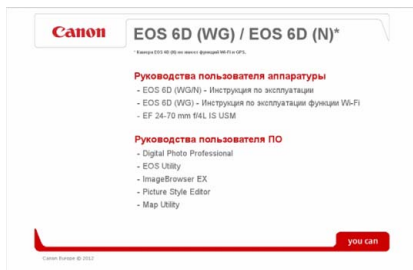 Canon
EOS 6D (WG) / EOS 6D (N)*
* Камера EOS 6D (N) не имеет функций Wi-Fi и GPS.
Руководства пользователя аппаратуры
- EOS 6D (WG/N) - Инструкция по эксплуатации
- EOS 6D (WG) - Инструкция по эксплуатации функции Wi-Fi
- EF 24-70 mm f/4L IS USM
Руководства пользователя ПО
- Digital Photo Professional
- EOS Utility
- ImageBrowser EX
- Picture Style Editor
- Map Utility
you can
Canon Europe © 2012